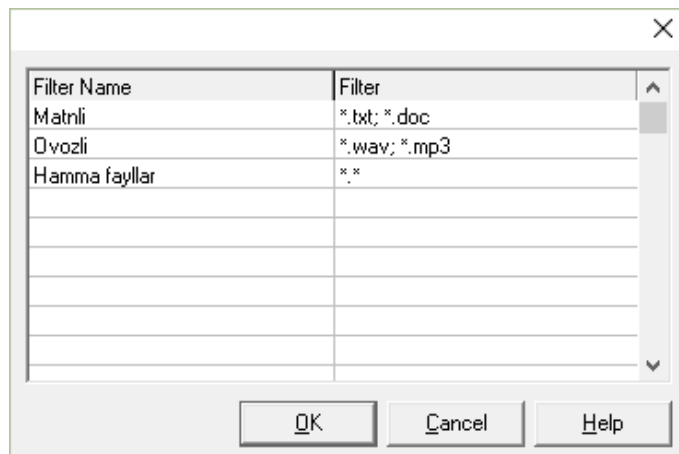 Filter Name Filter
Matnli *.txt; *.doc
Ovozli *.wav; *.mp3
Hamma fayllar *.*
OK Cancel Help